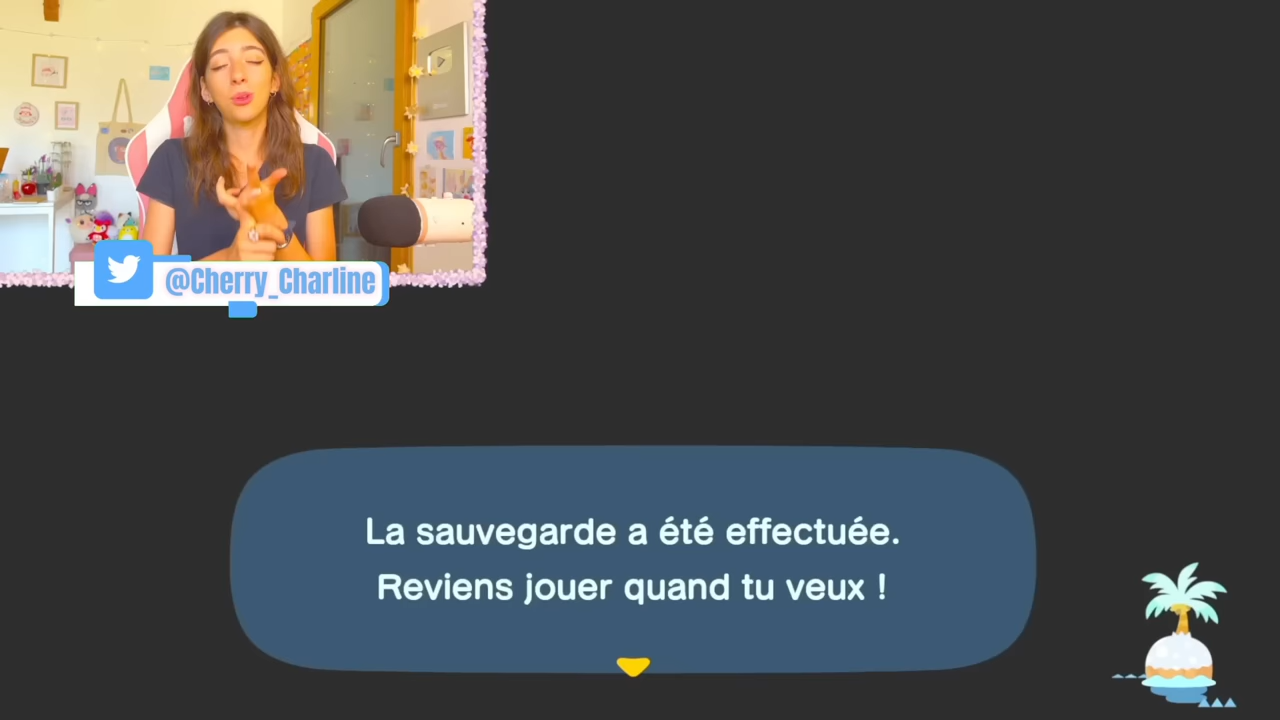 @Cherry_Charline
La sauvegarde a été effectuée.
Reviens jouer quand tu veux !